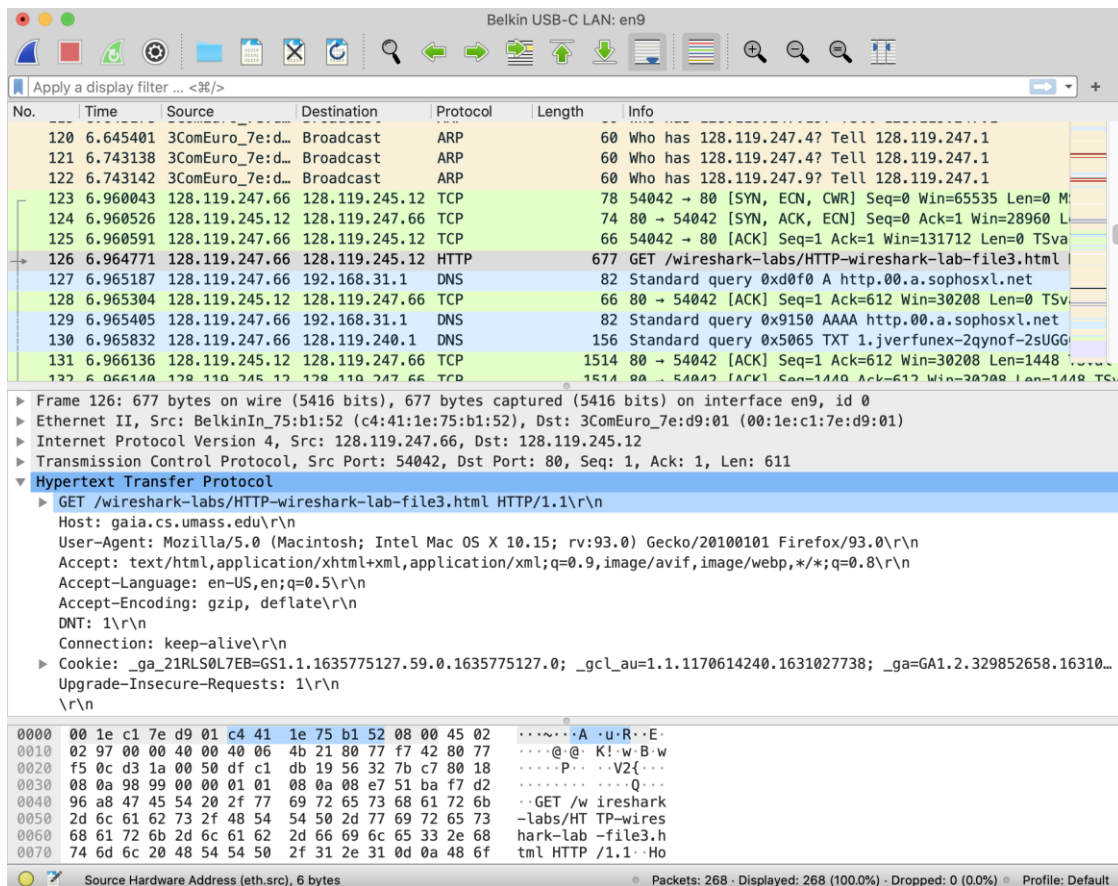 Belkin USB-C LAN: en9
Apply a display filter ... <⌘/>
No. Time Source Destination Protocol Length Info
120 6.645401 3ComEuro_7e:d… Broadcast ARP 60 Who has 128.119.247.4? Tell 128.119.247.1
121 6.743138 3ComEuro_7e:d… Broadcast ARP 60 Who has 128.119.247.1? Tell 128.119.247.1
122 6.743142 3ComEuro_7e:d… Broadcast ARP 60 Who has 128.119.247.9? Tell 128.119.247.1
123 6.960043 128.119.247.66 128.119.245.12 TCP 78 54042 → 80 [SYN, ECN, CWR] Seq=0 Win=65535 Len=0 M
124 6.960526 128.119.245.12 128.119.247.66 TCP 74 80 → 54042 [SYN, ACK, ECN] Seq=0 Ack=1 Win=28960 L
125 6.960591 128.119.247.66 128.119.245.12 TCP 66 54042 → 80 [ACK] Seq=1 Ack=1 Win=131712 Len=0 TSva
126 6.964771 128.119.247.66 128.119.245.12 HTTP 677 GET /wireshark-labs/HTTP-wireshark-lab-file3.html
127 6.965187 128.119.247.66 192.168.31.1 DNS 82 Standard query 0xd0f0 A http.00.a.sophosxl.net
128 6.965304 128.119.245.12 128.119.247.66 TCP 66 80 → 54042 [ACK] Seq=1 Ack=612 Win=30208 Len=0 TSv
129 6.965405 128.119.247.66 192.168.31.1 DNS 82 Standard query 0x9150 AAAA http.00.a.sophosxl.net
130 6.965832 128.119.247.66 128.119.240.1 DNS 156 Standard query 0x5065 TXT 1.jverfunex-2qynof-2sUGG
131 6.966136 128.119.245.12 128.119.247.66 TCP 1514 80 → 54042 [ACK] Seq=1 Ack=612 Win=30208 Len=1448
132 6.966140 128.119.245.12 128.119.247.66 TCP 1514 80 → 54042 [ACK] Seq=1449 Ack=612 Win=30208 Len=1448 TSv
Frame 126: 677 bytes on wire (5416 bits), 677 bytes captured (5416 bits) on interface en9, id 0
Ethernet II, Src: BelkinIn_75:b1:52 (c4:41:1e:75:b1:52), Dst: 3ComEuro_7e:d9:01 (00:1e:c1:7e:d9:01)
Internet Protocol Version 4, Src: 128.119.247.66, Dst: 128.119.245.12
Transmission Control Protocol, Src Port: 54042, Dst Port: 80, Seq: 1, Ack: 1, Len: 611
Hypertext Transfer Protocol
GET /wireshark-labs/HTTP-wireshark-lab-file3.html HTTP/1.1\r\n
Host: gaia.cs.umass.edu\r\n
User-Agent: Mozilla/5.0 (Macintosh; Intel Mac OS X 10.15; rv:93.0) Gecko/20100101 Firefox/93.0\r\n
Accept: text/html,application/xhtml+xml,application/xml;q=0.9,image/avif,image/webp,*/*;q=0.8\r\n
Accept-Language: en-US,en;q=0.5\r\n
Accept-Encoding: gzip, deflate\r\n
DNT: 1\r\n
Connection: keep-alive\r\n
Cookie: _ga_21RLS0L7EB=GS1.1.1635775127.59.0.1635775127.0; _gcl_au=1.1.1170614240.1631027738; _ga=GA1.2.329852658.16310…
Upgrade-Insecure-Requests: 1\r\n
\r\n
0000 00 1e c1 7e d9 01 c4 41 1e 75 b1 52 08 00 45 02 ···~···A ·u·R··E·
0010 02 97 00 00 40 00 40 06 4b 21 80 77 f7 42 80 77 ····@·@· K!·w·B·w
0020 f5 0c d3 1a 00 50 df c1 db 19 56 32 7b c7 80 18 ·····P·· ··V2{···
0030 08 0a 98 99 00 00 01 01 08 0a 08 e7 51 ba f7 d2 ········ ····Q···
0040 96 a8 47 45 54 20 2f 77 69 72 65 73 68 61 72 6b ··GET /w ireshark
0050 2d 6c 61 62 73 2f 48 54 54 50 2d 77 69 72 65 73 -labs/HT TP-wires
0060 68 61 72 6b 2d 6c 61 62 2d 66 69 6c 65 33 2e 68 hark-lab -file3.h
0070 74 6d 6c 20 48 54 54 50 2f 31 2e 31 0d 0a 48 6f tml HTTP /1.1··Ho
Source Hardware Address (eth.src), 6 bytes Packets: 268 · Displayed: 268 (100.0%) · Dropped: 0 (0.0%) Profile: Default